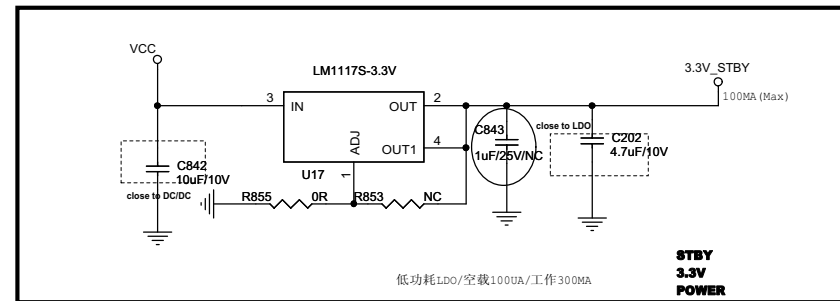 VCC
LM1117S-3.3V
3.3V_STBY
100MA(Max)
3
IN
OUT
2
ADJ
OUT1
4
1
U17
C842
10uF/10V
close to DC/DC
R855
0R
R853
NC
C843
1uF/25V/NC
close to LDO
C202
4.7uF/10V
低功耗LDO/空载100UA/工作300MA
STBY
3.3V
POWER